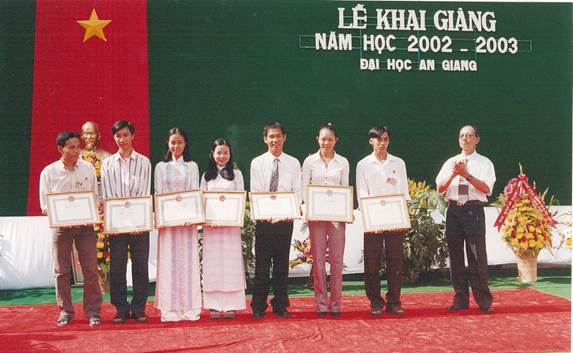 LỄ KHAI GIẢNG
NĂM HỌC 2002 - 2003
ĐẠI HỌC AN GIANG